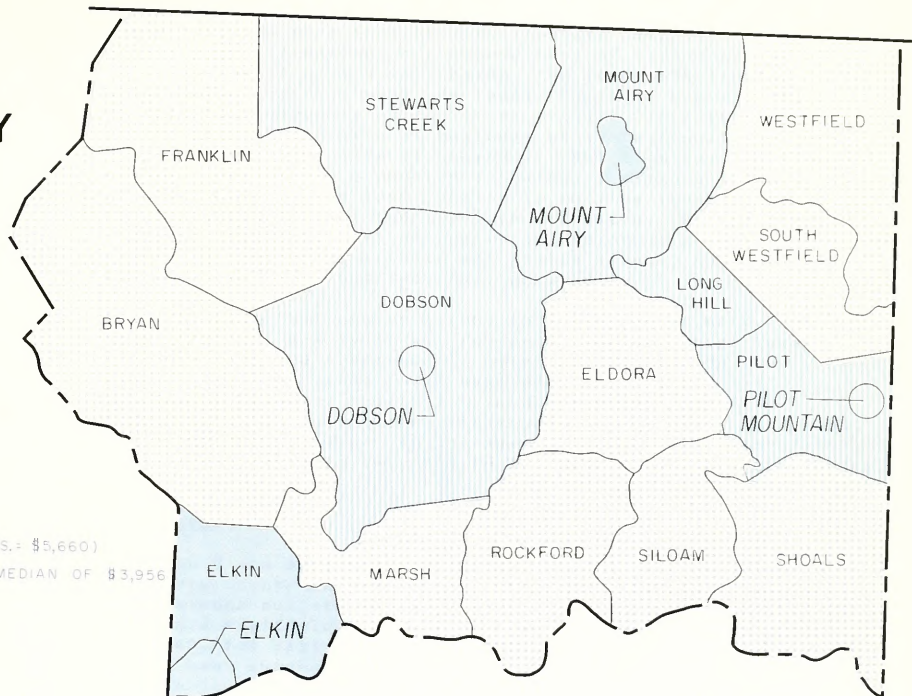 Y
STEWARTS
CREEK
MOUNT
AIRY
WESTFIELD
FRANKLIN
MOUNT
AIRY
SOUTH
WESTFIELD
LONG
HILL
DOBSON
BRYAN
PILOT
ELDORA
PILOT
MOUNTAIN
DOBSON
S.= $5,660)
MEDIAN OF $3,956
ELKIN
MARSH
ROCKFORD
SILOAM
SHOALS
ELKIN